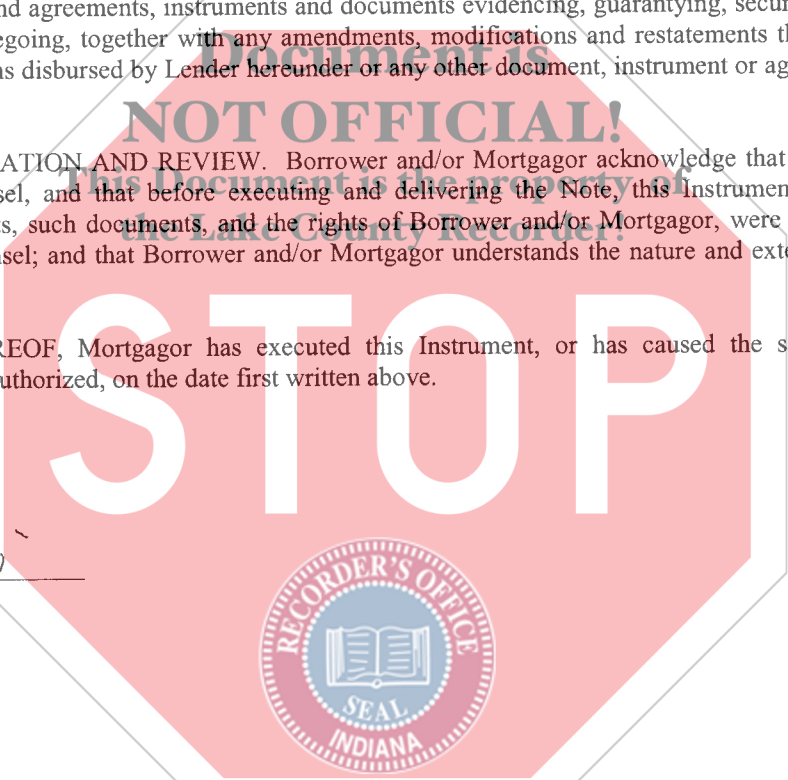 nd agreements, instruments and documents evidencing, guarantying, secur
egoing, together with any amendments, modifications and restatements th
ns disbursed by Lender hereunder or any other document, instrument or ag
Document is
NOT OFFICIAL!
ATION AND REVIEW. Borrower and/or Mortgagor acknowledge that
This Document is the property of
sel, and that before executing and delivering the Note, this Instrumen
the Lake County Recorder!
ts, such documents, and the rights of Borrower and/or Mortgagor, were
nsel; and that Borrower and/or Mortgagor understands the nature and exte
REOF, Mortgagor has executed this Instrument, or has caused the s
uthorized, on the date first written above.
STOP
RECORDER'S OFFICE
SEAL
INDIANA